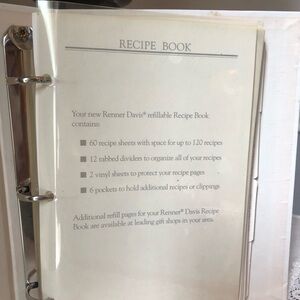 RECIPE BOOK
Your new Renner Davis® refillable Recipe Book
contains:
■ 60 recipe sheets with space for up to 120 recipes
■ 12 tabbed dividers to organize all of your recipes
■ 2 vinyl sheets to protect your recipe pages
■ 6 pockets to hold additional recipes or clippings
Additional refill pages for your Renner® Davis Recipe
Book are available at leading gift shops in your area.